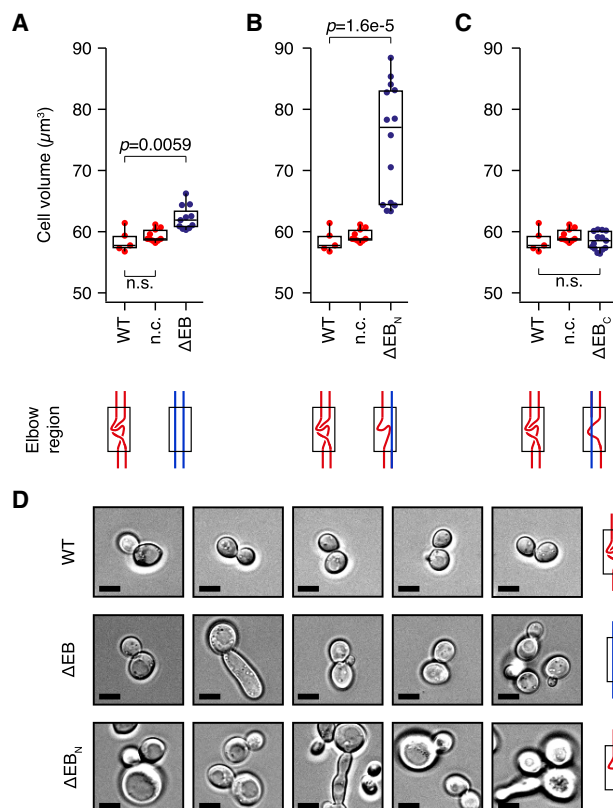 A
B
C
Cell volume (µm³)
90
80
70
60
50
p=0.0059
n.s.
WT
n.c.
ΔEB
90
80
70
60
50
p=1.6e-5
WT
n.c.
ΔEB_N
90
80
70
60
50
n.s.
WT
n.c.
ΔEB_C
Elbow
region
D
WT
ΔEB
ΔEB_N